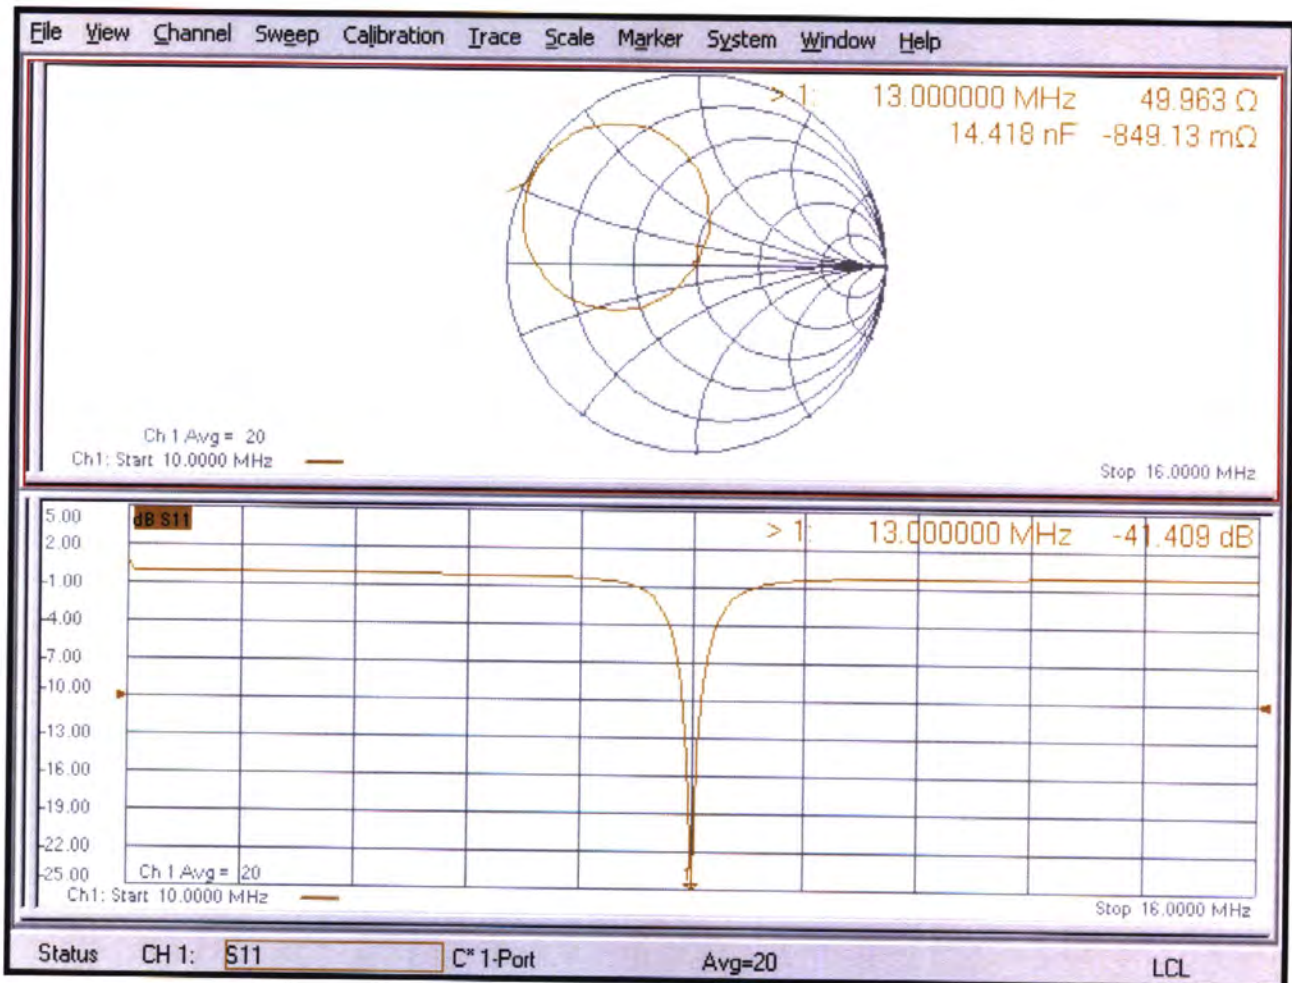 File View Channel Sweep Calibration Trace Scale Marker System Window Help
> 1: 13.000000 MHz 49.963 Ω
14.418 nF -849.13 mΩ
Ch 1 Avg = 20
Ch1: Start 10.0000 MHz
Stop 16.0000 MHz
5.00
dB S11
> 1: 13.000000 MHz -41.409 dB
2.00
-1.00
-4.00
-7.00
-10.00
-13.00
-16.00
-19.00
-22.00
-25.00
Ch 1 Avg = 20
1
Ch1: Start 10.0000 MHz
Stop 16.0000 MHz
Status CH 1: S11 C* 1-Port Avg=20 LCL